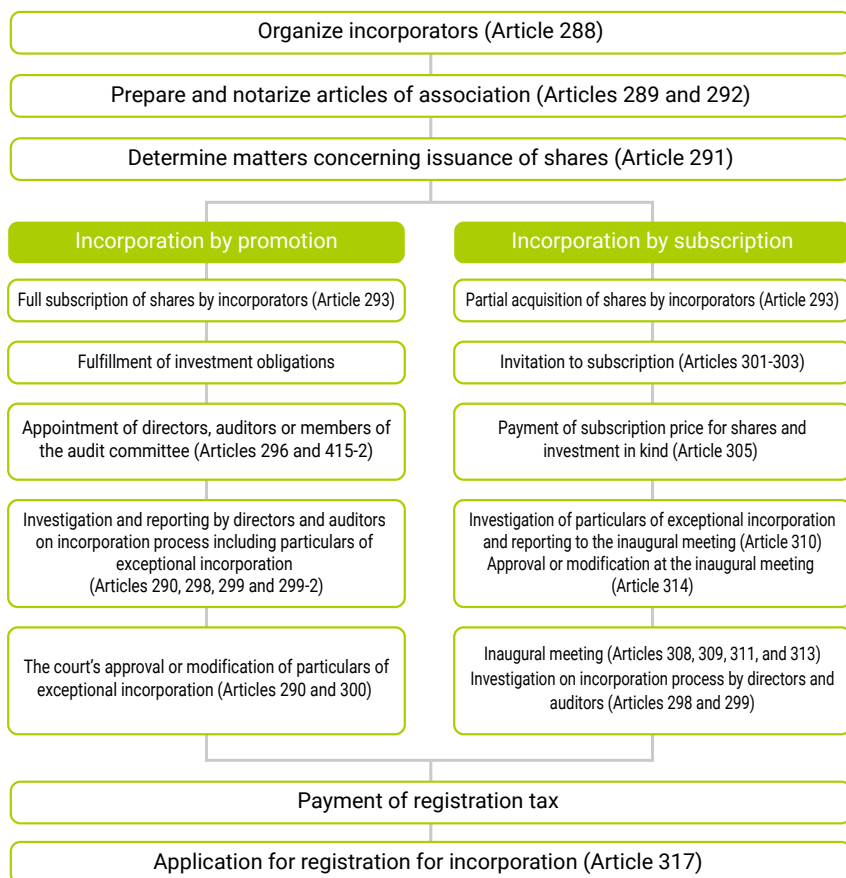 Organize incorporators (Article 288)
Prepare and notarize articles of association (Articles 289 and 292)
Determine matters concerning issuance of shares (Article 291)
Incorporation by promotion
Full subscription of shares by incorporators (Article 293)
Fulfillment of investment obligations
Appointment of directors, auditors or members of
the audit committee (Articles 296 and 415-2)
Investigation and reporting by directors and auditors
on incorporation process including particulars of
exceptional incorporation
(Articles 290, 298, 299 and 299-2)
The court's approval or modification of particulars of
exceptional incorporation (Articles 290 and 300)
Incorporation by subscription
Partial acquisition of shares by incorporators (Article 293)
Invitation to subscription (Articles 301-303)
Payment of subscription price for shares and
investment in kind (Article 305)
Investigation of particulars of exceptional incorporation
and reporting to the inaugural meeting (Article 310)
Approval or modification at the inaugural meeting
(Article 314)
Inaugural meeting (Articles 308, 309, 311, and 313)
Investigation on incorporation process by directors and
auditors (Articles 298 and 299)
Payment of registration tax
Application for registration for incorporation (Article 317)